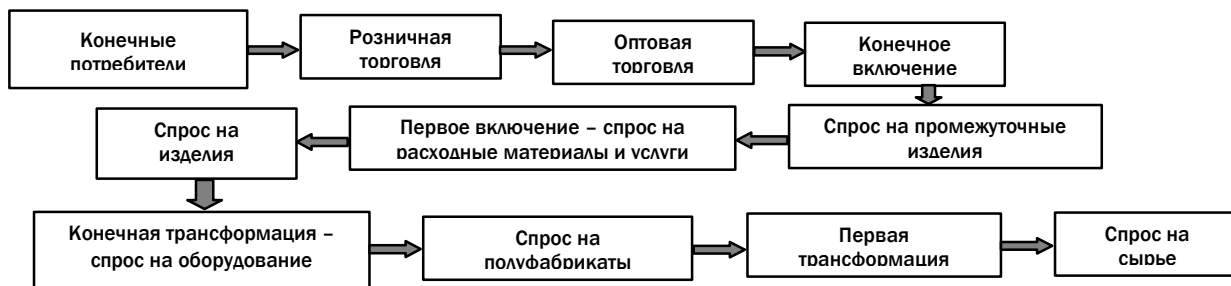 Конечные
потребители
Розничная
торговля
Оптовая
торговля
Конечное
включение
Спрос на промежуточные
изделия
Первое включение – спрос на
расходные материалы и услуги
Спрос на
изделия
Конечная трансформация –
спрос на оборудование
Спрос на
полуфабрикаты
Первая
трансформация
Спрос на
сырье